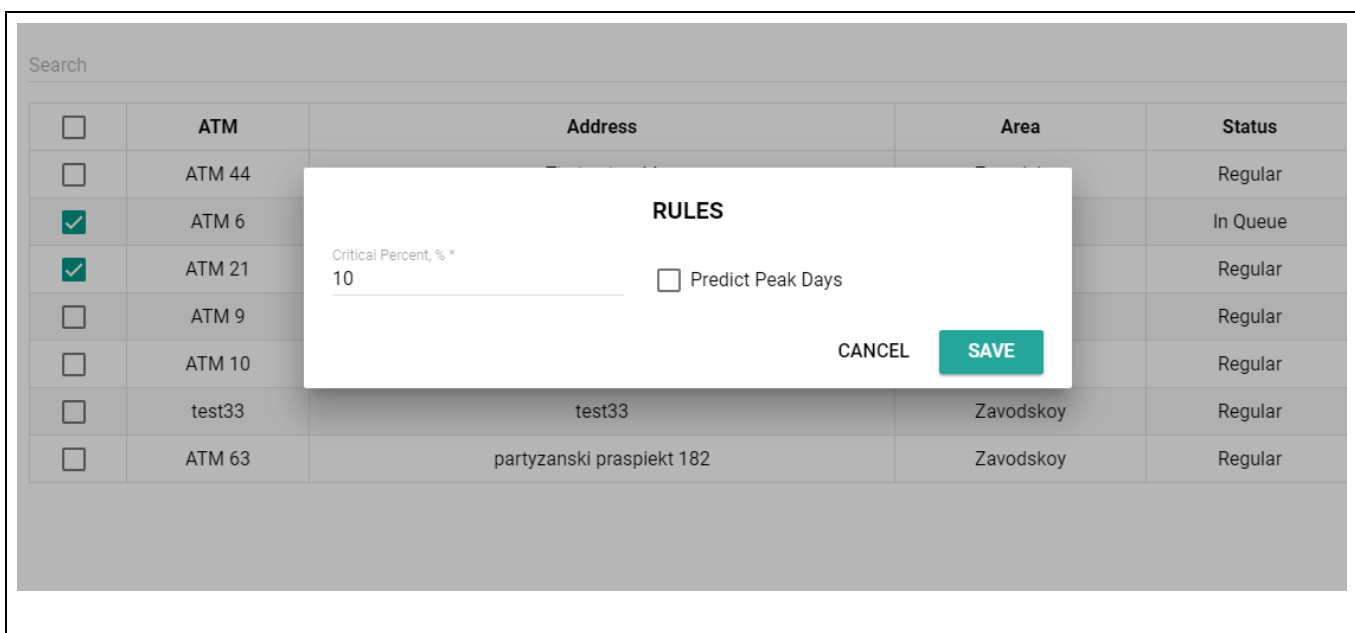 Search
ATM Address Area Status
ATM 44 Regular
RULES
ATM 6 In Queue
Critical Percent, % *
ATM 21 10 Predict Peak Days Regular
ATM 9 Regular
CANCEL SAVE
ATM 10 Regular
test33 test33 Zavodskoy Regular
ATM 63 partyzanski praspiekt 182 Zavodskoy Regular